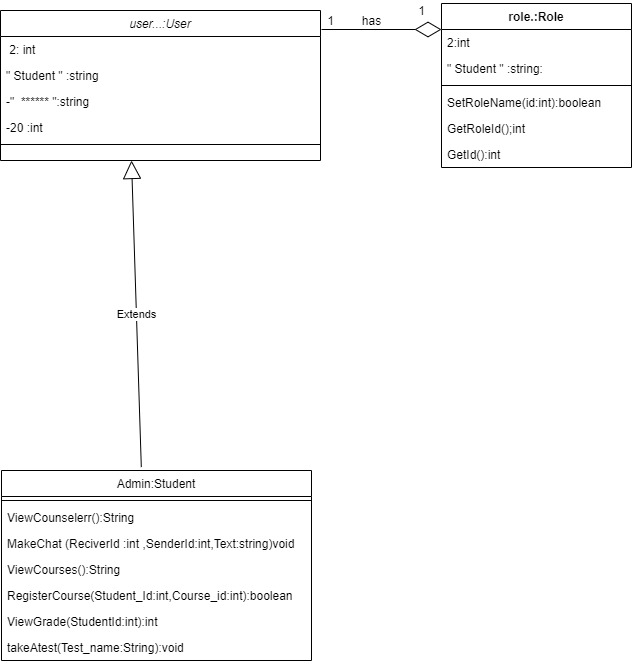 user...:User
2: int
" Student " :string
-"  ****** ":string
-20 :int
1
has
1
role.:Role
2:int
" Student " :string:
SetRoleName(id:int):boolean
GetRoleId();int
GetId():int
Extends
Admin:Student
ViewCounselerr():String
MakeChat (ReciverId :int ,SenderId:int,Text:string)void
ViewCourses():String
RegisterCourse(Student_Id:int,Course_id:int):boolean
ViewGrade(StudentId:int):int
takeAtest(Test_name:String):void